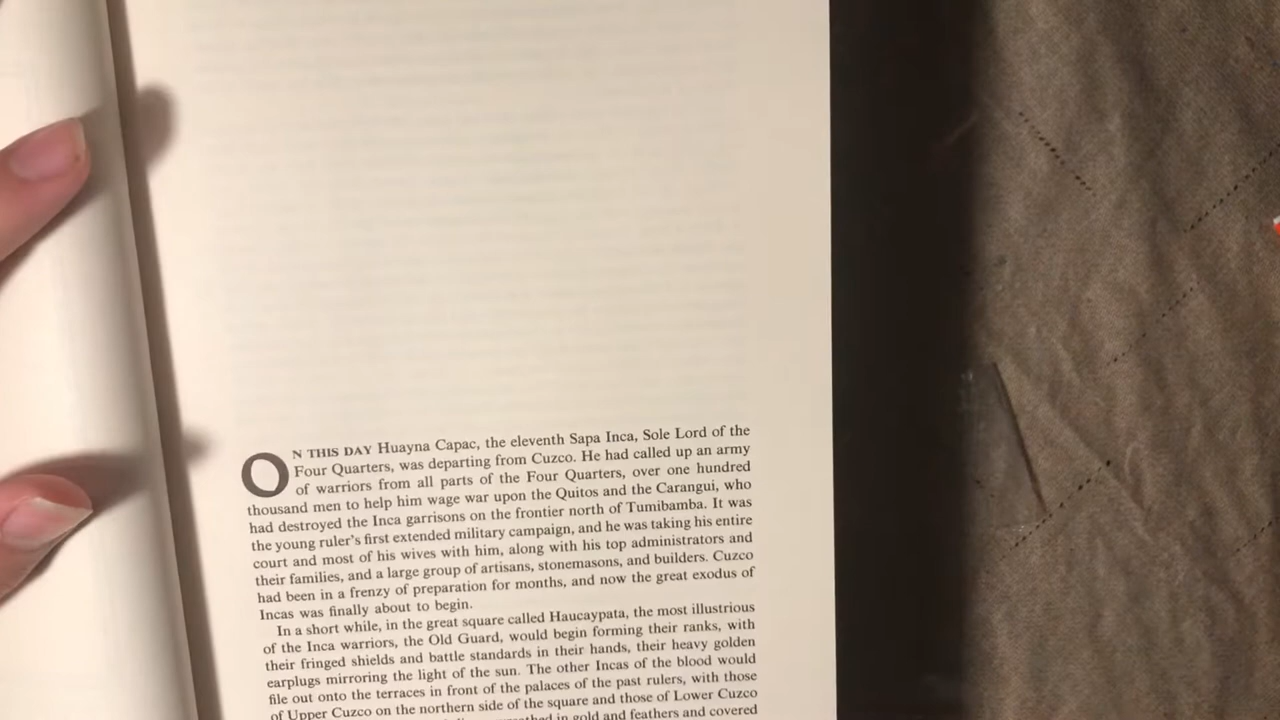 ON THIS DAY Huayna Capac, the eleventh Sapa Inca, Sole Lord of the
Four Quarters, was departing from Cuzco. He had called up an army
of warriors from all parts of the Four Quarters, over one hundred
thousand men to help him wage war upon the Quitos and the Carangui, who
had destroyed the Inca garrisons on the frontier north of Tumibamba. It was
the young ruler's first extended military campaign, and he was taking his entire
court and most of his wives with him, along with his top administrators and
their families, and a large group of artisans, stonemasons, and builders. Cuzco
had been in a frenzy of preparation for months, and now the great exodus of
Incas was finally about to begin.
In a short while, in the great square called Haucaypata, the most illustrious
of the Inca warriors, the Old Guard, would begin forming their ranks, with
their fringed shields and battle standards in their hands, their heavy golden
earplugs mirroring the light of the sun. The other Incas of the blood would
file out onto the terraces in front of the palaces of the past rulers, with those
of Upper Cuzco on the northern side of the square and those of Lower Cuzco
in gold and feathers and covered